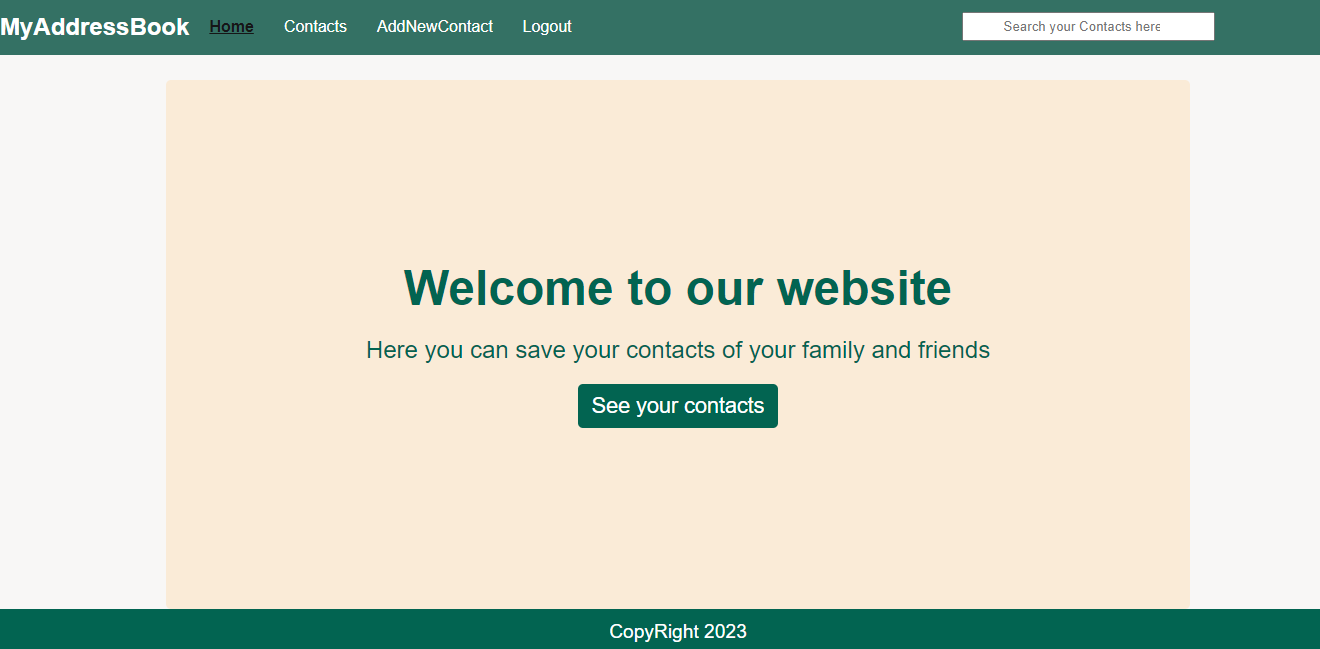 MyAddressBook Home Contacts AddNewContact Logout Search your Contacts here
Welcome to our website
Here you can save your contacts of your family and friends
See your contacts
CopyRight 2023